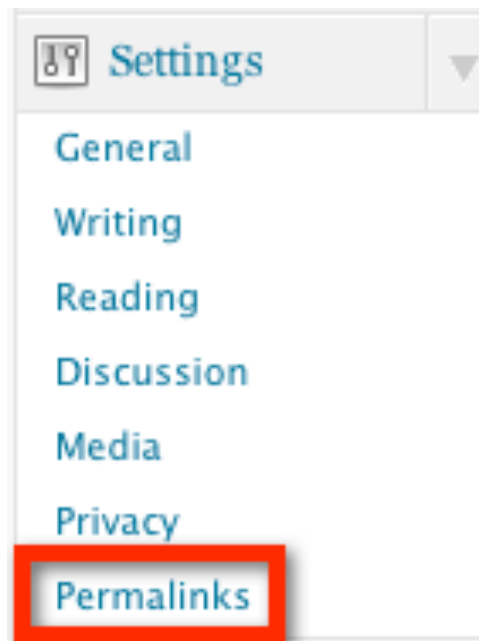 Settings
General
Writing
Reading
Discussion
Media
Privacy
Permalinks